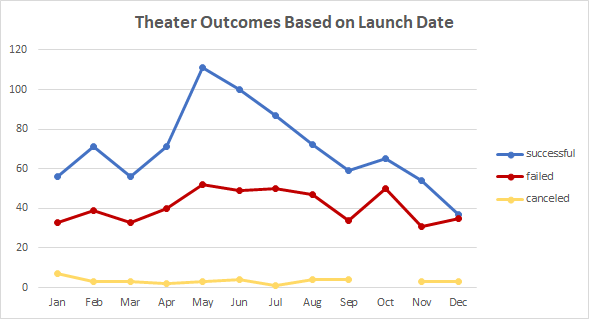 Theater Outcomes Based on Launch Date
120
100
80
60
40
20
0
Jan Feb Mar Apr May Jun Jul Aug Sep Oct Nov Dec
successful
failed
canceled